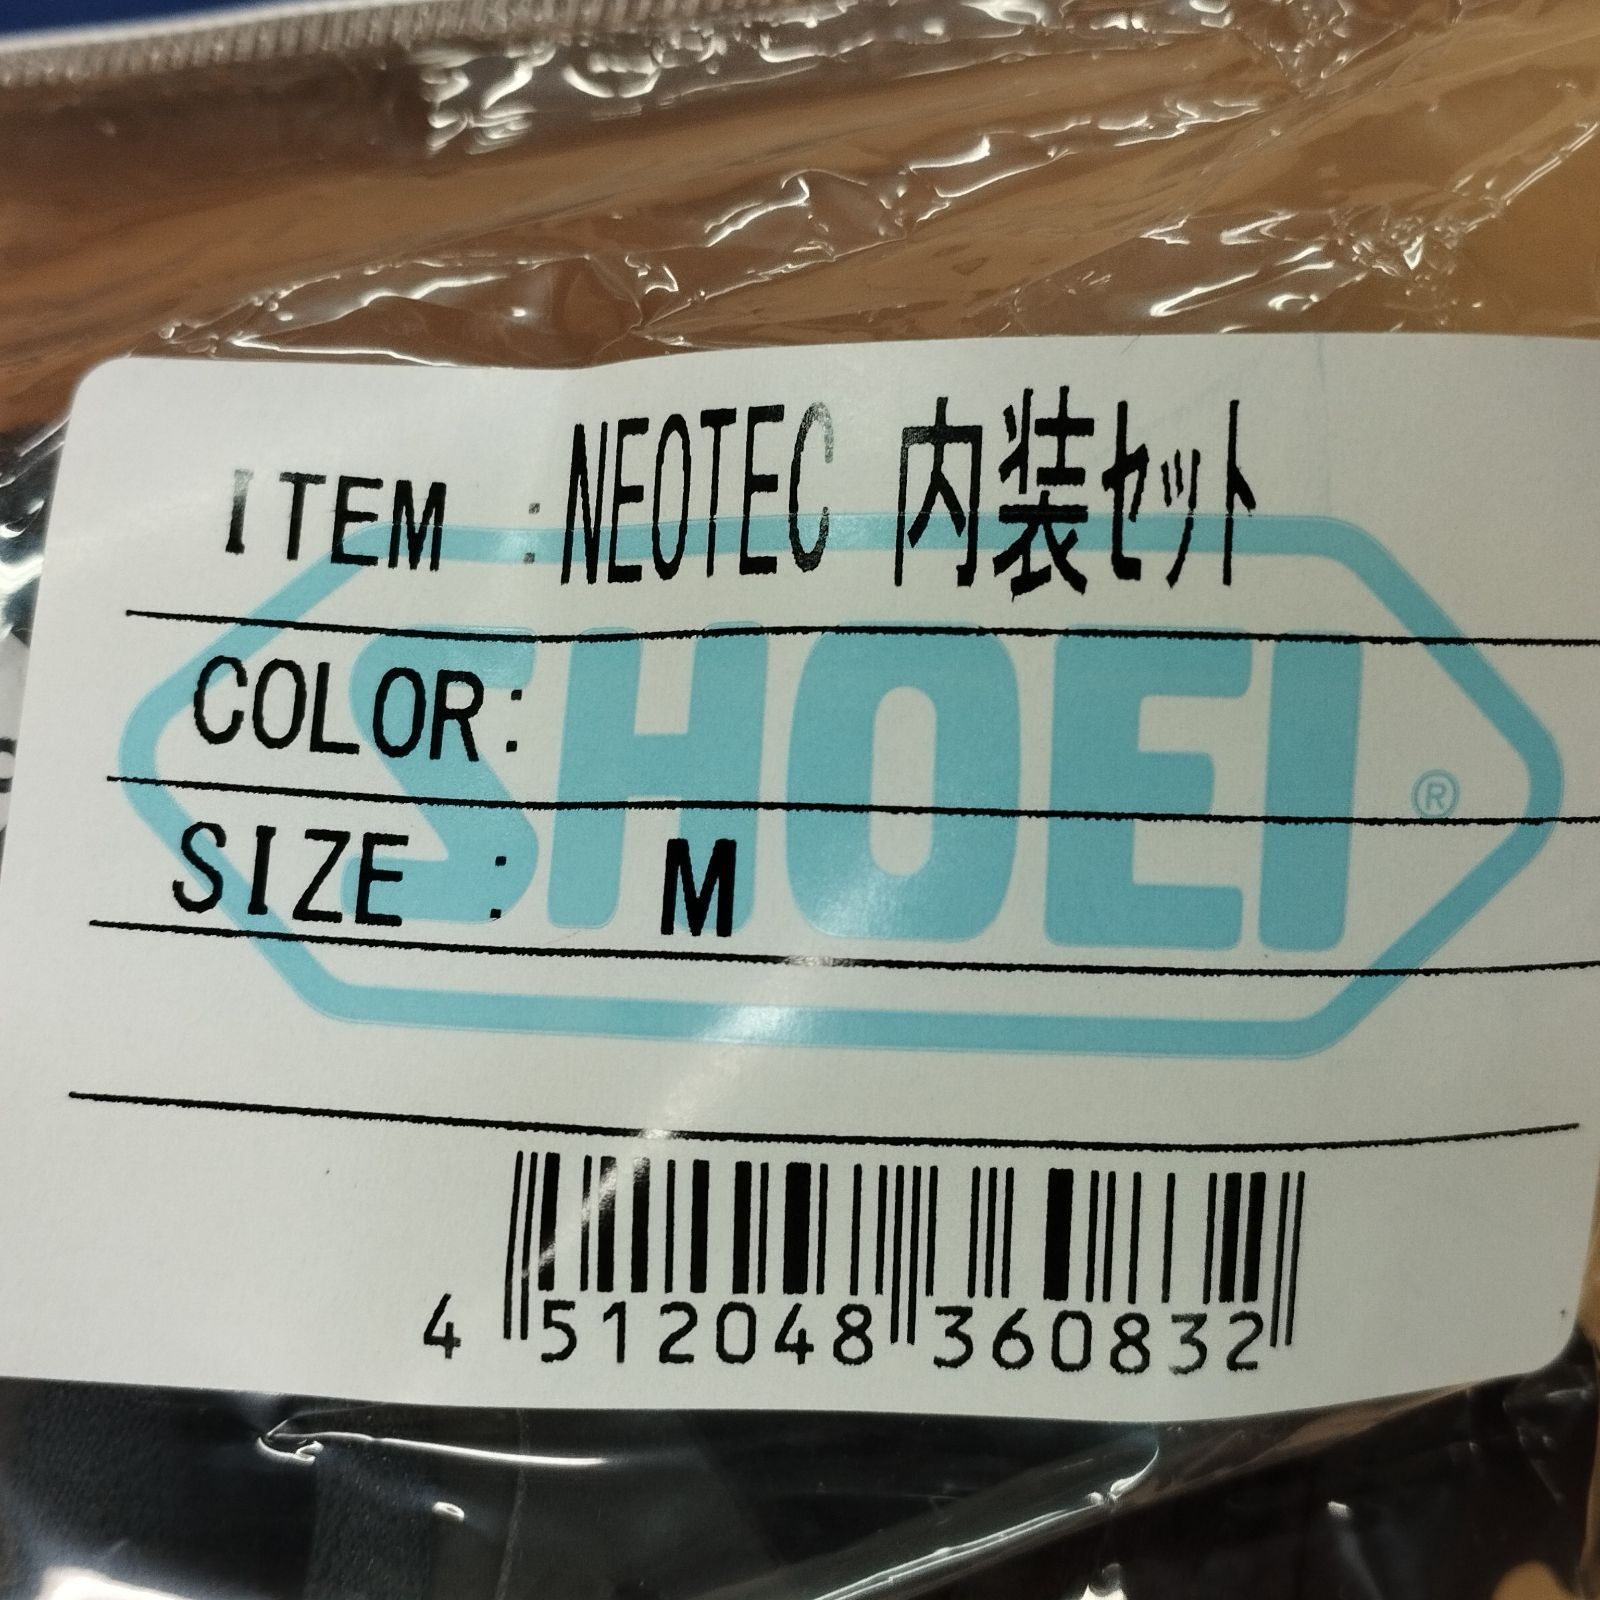 ITEM :NEOTEC 内装ｾｯﾄ
COLOR:
SHOEI ®
SIZE : M
4 512048 360832